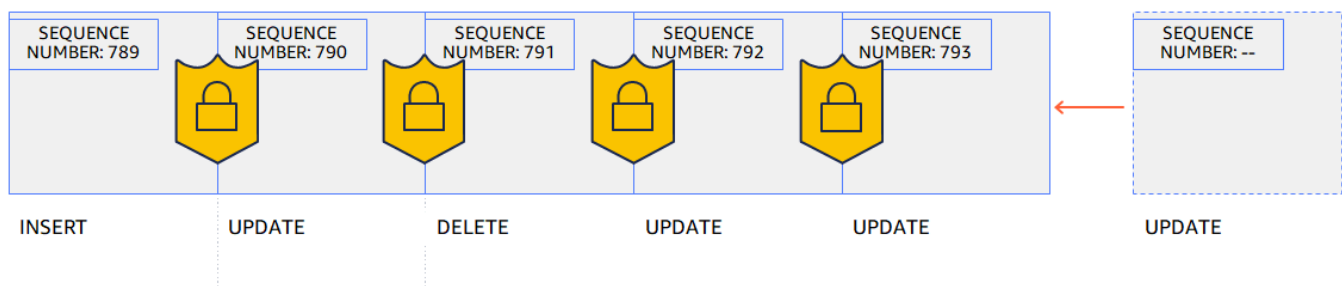 SEQUENCE
NUMBER: 789
SEQUENCE
NUMBER: 790
SEQUENCE
NUMBER: 791
SEQUENCE
NUMBER: 792
SEQUENCE
NUMBER: 793
SEQUENCE
NUMBER: --
INSERT
UPDATE
DELETE
UPDATE
UPDATE
UPDATE